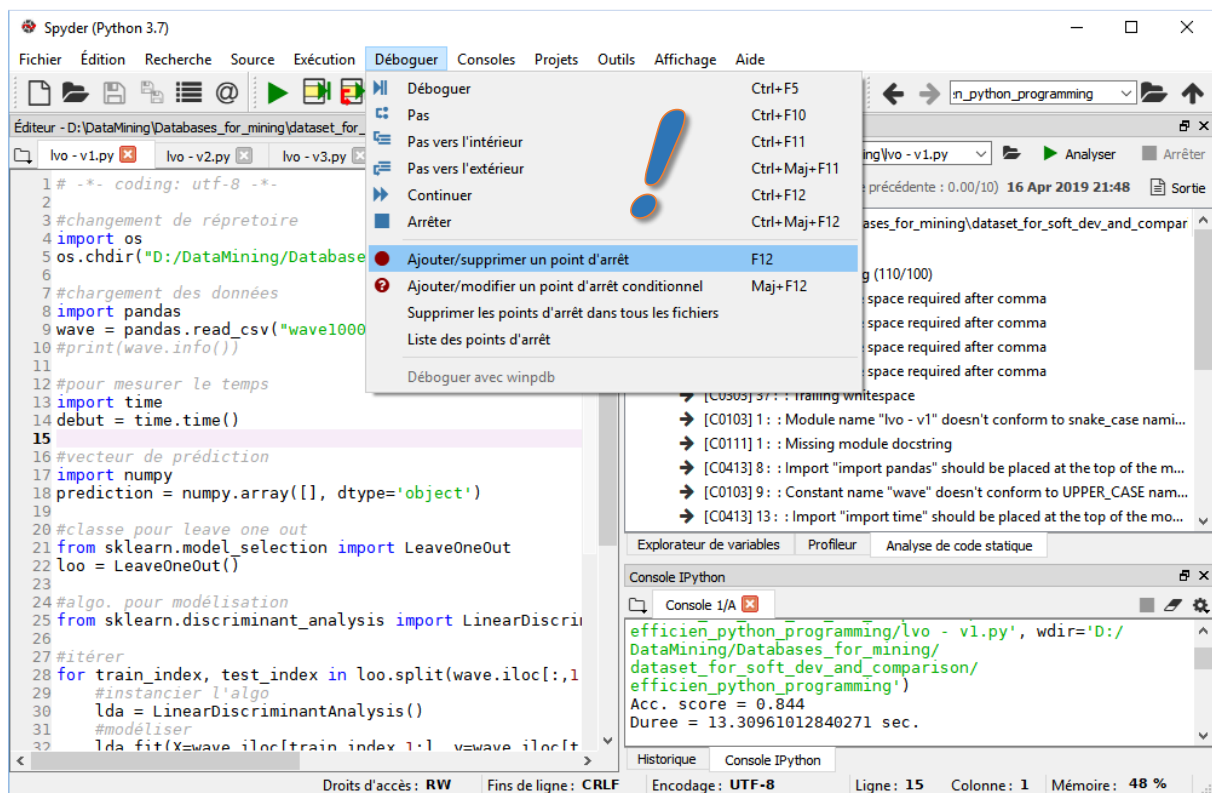 Spyder (Python 3.7)
Fichier Édition Recherche Source Exécution Déboguer Consoles Projets Outils Affichage Aide
:n_python_programming
Éditeur - D:\DataMining\Databases_for_mining\dataset_for_
lvo - v1.py lvo - v2.py lvo - v3.py
1 # -*- coding: utf-8 -*-
2
3 #changement de répretoire
4 import os
5 os.chdir("D:/DataMining/Database
6
7 #chargement des données
8 import pandas
9 wave = pandas.read_csv("wave1000
10 #print(wave.info())
11
12 #pour mesurer le temps
13 import time
14 debut = time.time()
15
16 #vecteur de prédiction
17 import numpy
18 prediction = numpy.array([], dtype='object')
19
20 #classe pour leave one out
21 from sklearn.model_selection import LeaveOneOut
22 loo = LeaveOneOut()
23
24 #algo. pour modélisation
25 from sklearn.discriminant_analysis import LinearDiscri
26
27 #itérer
28 for train_index, test_index in loo.split(wave.iloc[:,1
29 #instancier l'algo
30 lda = LinearDiscriminantAnalysis()
31 #modéliser
32 lda.fit(X=wave.iloc[train_index,1:], y=wave.iloc[t
Déboguer Ctrl+F5
Pas Ctrl+F10
Pas vers l'intérieur Ctrl+F11
Pas vers l'extérieur Ctrl+Maj+F11
Continuer Ctrl+F12
Arrêter Ctrl+Maj+F12
Ajouter/supprimer un point d'arrêt F12
Ajouter/modifier un point d'arrêt conditionnel Maj+F12
Supprimer les points d'arrêt dans tous les fichiers
Liste des points d'arrêt
Déboguer avec winpdb
!
ing\lvo - v1.py Analyser Arrêter
précédente : 0.00/10) 16 Apr 2019 21:48 Sortie
ases_for_mining\dataset_for_soft_dev_and_compar
g (110/100)
space required after comma
space required after comma
space required after comma
space required after comma
[C0303] 37 : : Trailing whitespace
[C0103] 1 : : Module name "lvo - v1" doesn't conform to snake_case nami...
[C0111] 1 : : Missing module docstring
[C0413] 8 : : Import "import pandas" should be placed at the top of the m...
[C0103] 9 : : Constant name "wave" doesn't conform to UPPER_CASE nam...
[C0413] 13 : : Import "import time" should be placed at the top of the mo...
Explorateur de variables Profileur Analyse de code statique
Console IPython
Console 1/A
efficien_python_programming/lvo - v1.py', wdir='D:/
DataMining/Databases_for_mining/
dataset_for_soft_dev_and_comparison/
efficien_python_programming')
Acc. score = 0.844
Duree = 13.30961012840271 sec.
Historique Console IPython
Droits d'accès : RW Fins de ligne : CRLF Encodage : UTF-8 Ligne : 15 Colonne : 1 Mémoire : 48 %